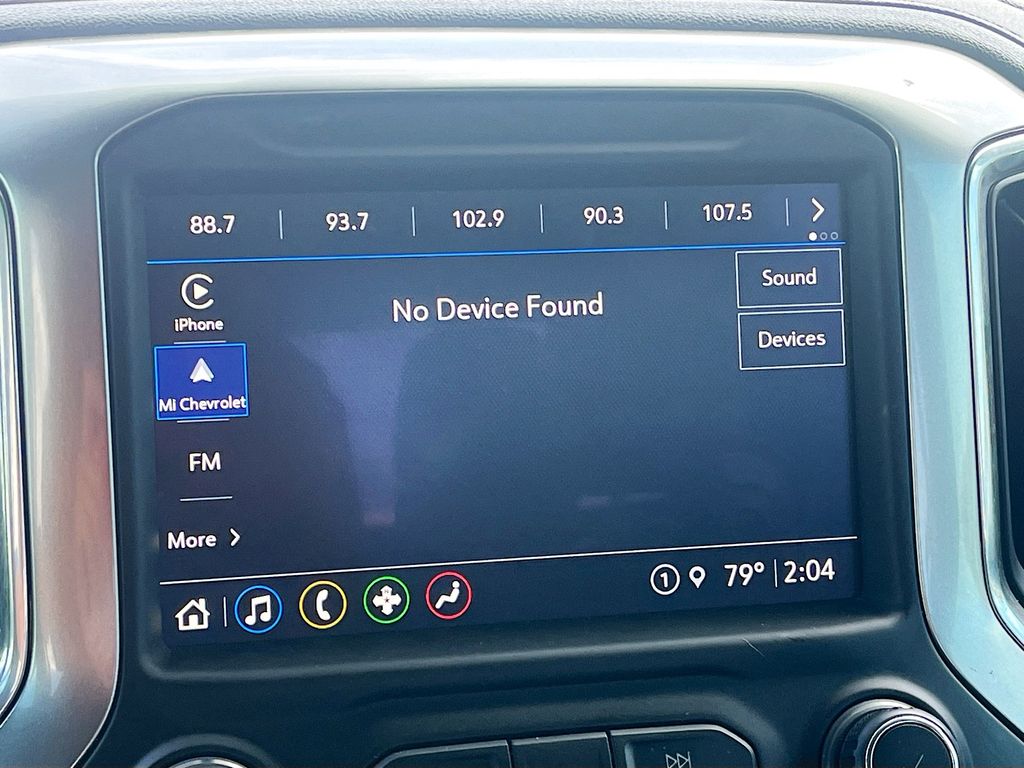 88.7 93.7 102.9 90.3 107.5
iPhone
No Device Found
Sound
Devices
Mi Chevrolet
FM
More
1 79° 2:04